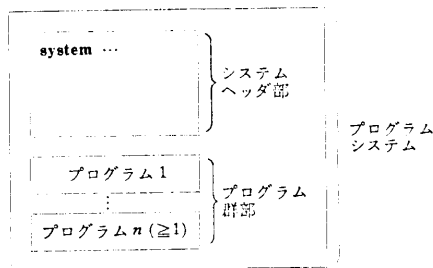 system …
システム
ヘッダ部
プログラム
システム
プログラム1
⋮
プログラムn (≧1)
プログラム
群部